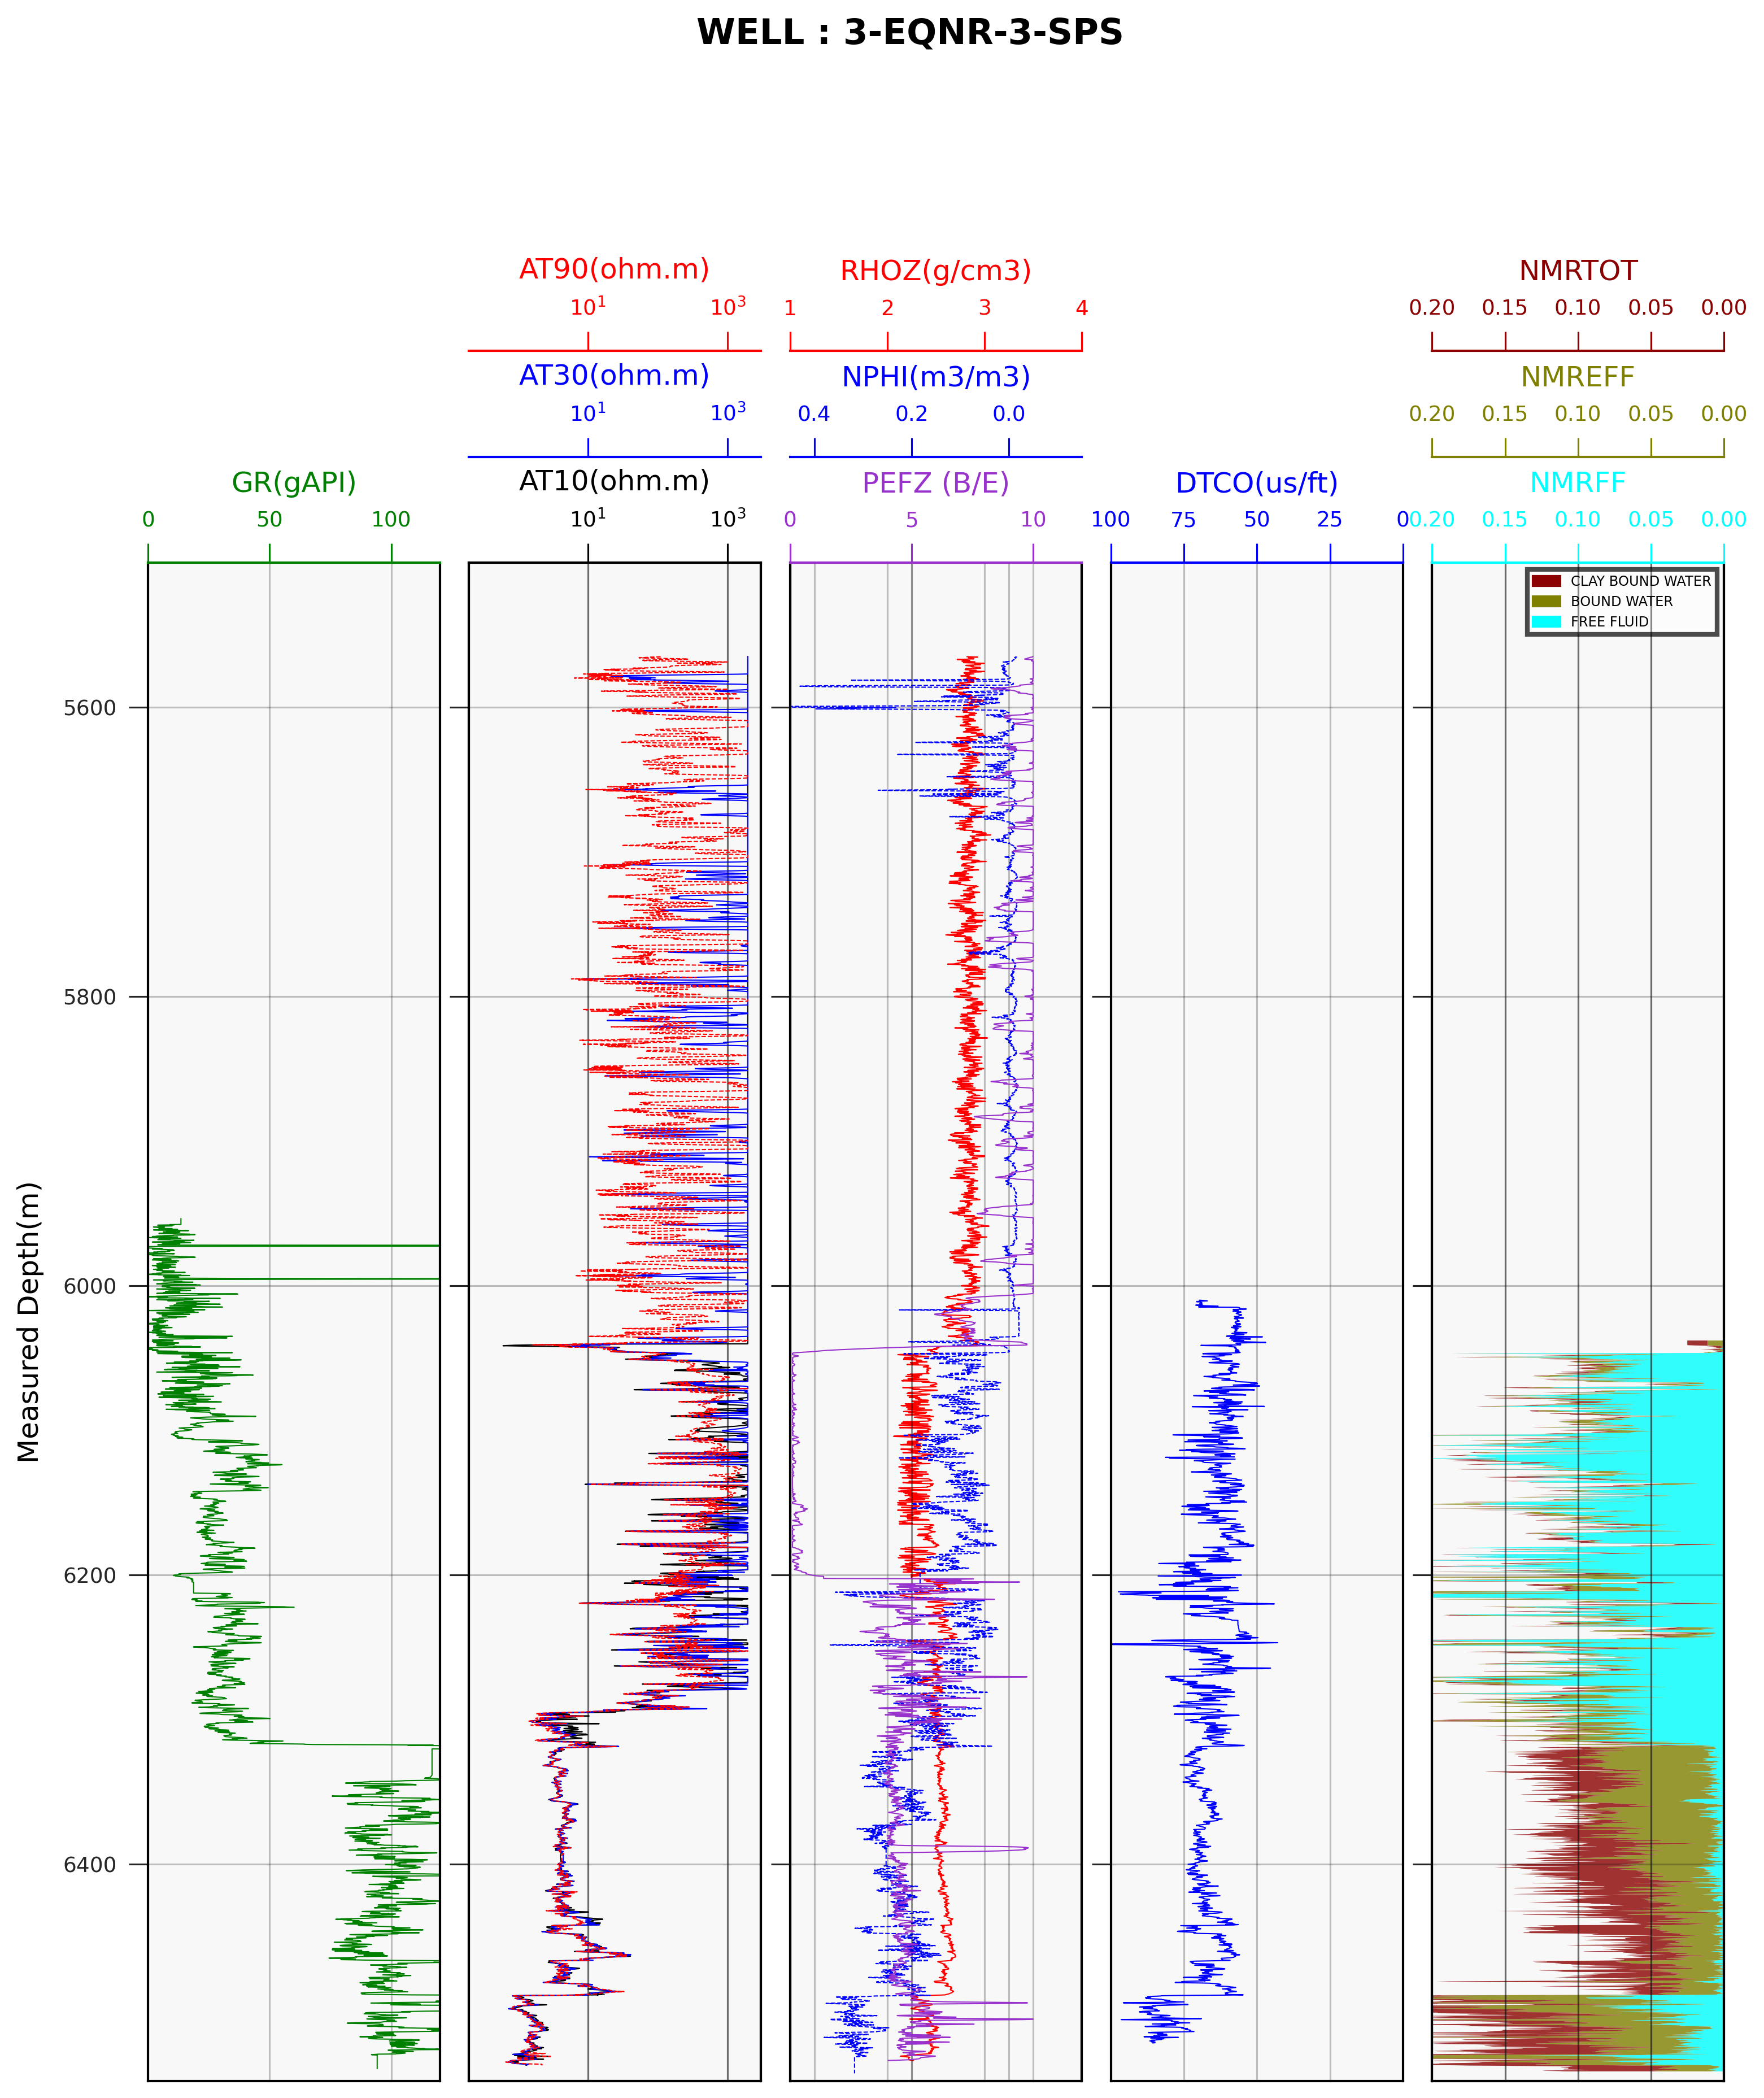 WELL : 3-EQNR-3-SPS
AT90(ohm.m) RHOZ(g/cm3) NMRTOT
10¹ 10³ 1 2 3 4 0.20 0.15 0.10 0.05 0.00
AT30(ohm.m) NPHI(m3/m3) NMREFF
10¹ 10³ 0.4 0.2 0.0 0.20 0.15 0.10 0.05 0.00
GR(gAPI) AT10(ohm.m) PEFZ (B/E) DTCO(us/ft) NMRFF
0 50 100 10¹ 10³ 0 5 10 100 75 50 25 0 0.20 0.15 0.10 0.05 0.00
CLAY BOUND WATER
BOUND WATER
FREE FLUID
5600
5800
6000
6200
6400
Measured Depth(m)